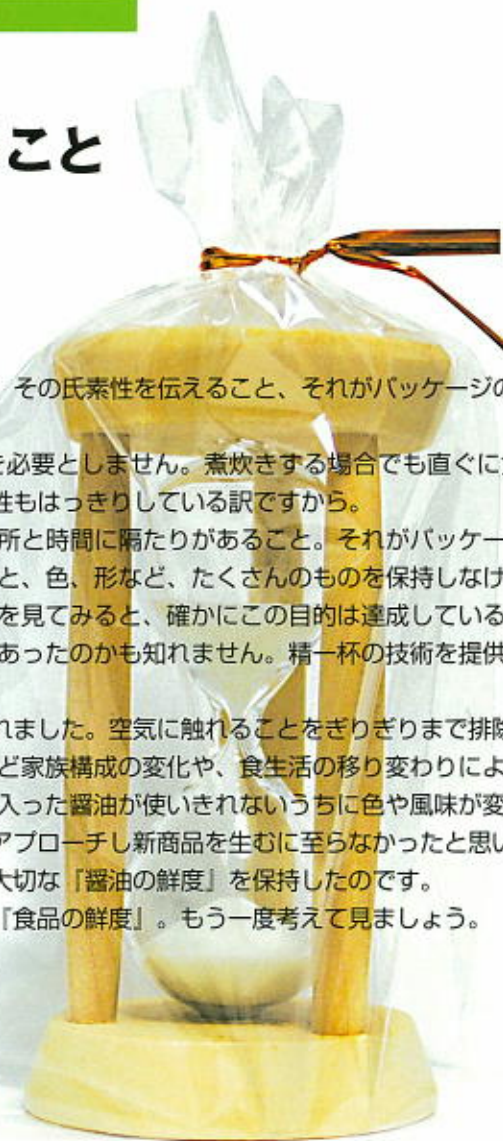 こと
その氏素性を伝えること、それがパッケージの
を必要としません。煮炊きする場合でも直ぐに
性もはっきりしている訳ですから。
所と時間に隔たりがあること。それがパッケー
と、色、形など、たくさんのものを保持しなけ
を見てみると、確かにこの目的は達成している
あったのかも知れません。精一杯の技術を提供
れました。空気に触れることをぎりぎりまで排除
ど家族構成の変化や、食生活の移り変わりによ
入った醤油が使いきれないうちに色や風味が変
アプローチし新商品を生むに至らなかったと思い
大切な『醤油の鮮度』を保持したのです。
『食品の鮮度』。もう一度考えて見ましょう。